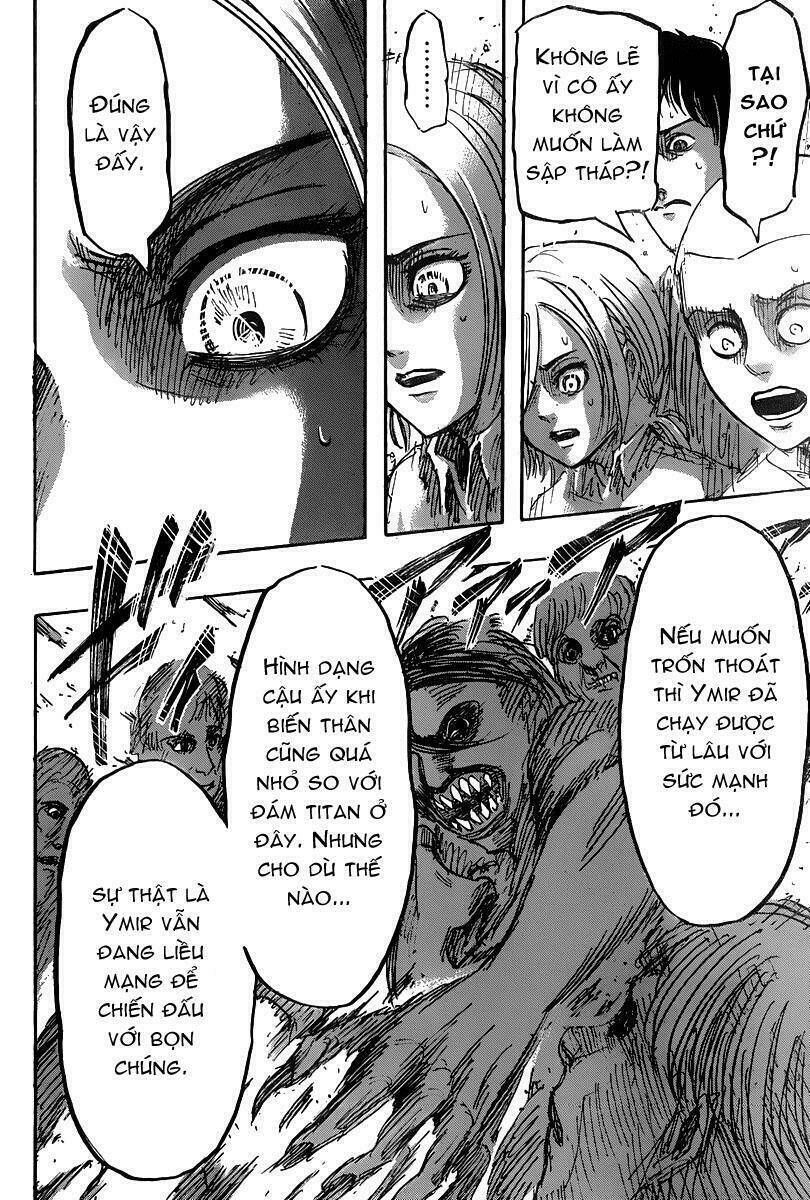 TẠI
SAO
CHỨ
?!
KHÔNG LẼ
VÌ CÔ ẤY
KHÔNG
MUỐN LÀM
SẬP THÁP?!
........
ĐÚNG
LÀ VẬY
ĐẤY.
NẾU MUỐN
TRỐN THOÁT
THÌ YMIR ĐÃ
CHẠY ĐƯỢC
TỪ LÂU VỚI
SỨC MẠNH
ĐÓ...
HÌNH DẠNG
CẬU ẤY KHI
BIẾN THÂN
CŨNG QUÁ
NHỎ SO VỚI
ĐÁM TITAN Ở
ĐÂY. NHƯNG
CHO DÙ THẾ
NÀO...
SỰ THẬT LÀ
YMIR VẪN
ĐANG LIỀU
MẠNG ĐỂ
CHIẾN ĐẤU
VỚI BỌN
CHÚNG.